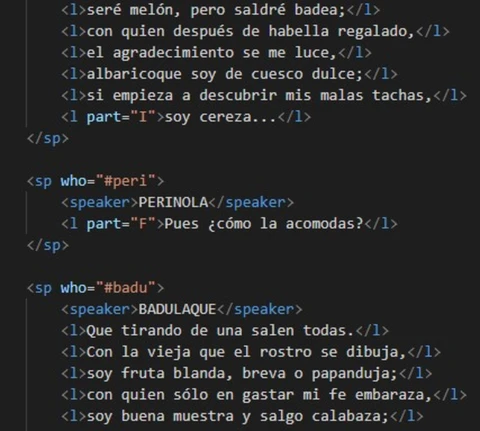 <l>seré melón, pero saldré badea;</l>
<l>con quien después de habella regalado,</l>
<l>el agradecimiento se me luce,</l>
<l>albaricoque soy de cuesco dulce;</l>
<l>si empieza a descubrir mis malas tachas,</l>
<l part="I">soy cereza...</l>
</sp>
<sp who="#peri">
<speaker>PERINOLA</speaker>
<l part="F">Pues ¿cómo la acomodas?</l>
</sp>
<sp who="#badu">
<speaker>BADULAQUE</speaker>
<l>Que tirando de una salen todas.</l>
<l>Con la vieja que el rostro se dibuja,</l>
<l>soy fruta blanda, breva o papanduja;</l>
<l>con quien sólo en gastar mi fe embaraza,</l>
<l>soy buena muestra y salgo calabaza;</l>